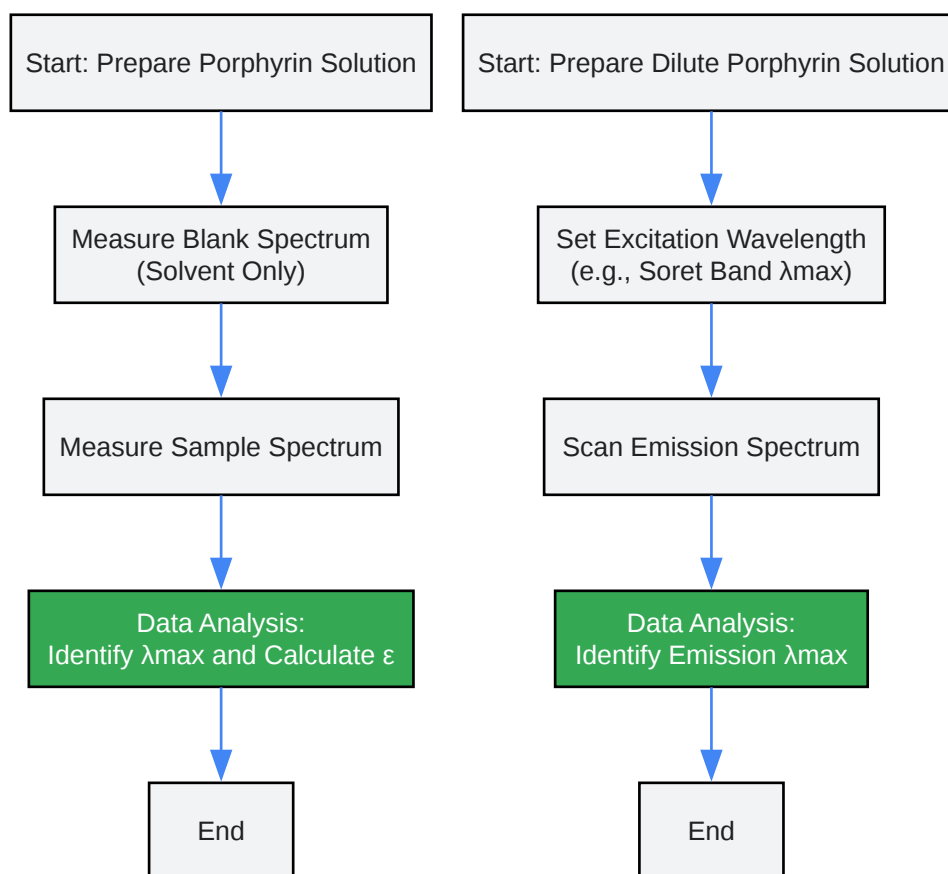 Start: Prepare Porphyrin Solution
Measure Blank Spectrum
(Solvent Only)
Measure Sample Spectrum
Data Analysis:
Identify λmax and Calculate ε
End
Start: Prepare Dilute Porphyrin Solution
Set Excitation Wavelength
(e.g., Soret Band λmax)
Scan Emission Spectrum
Data Analysis:
Identify Emission λmax
End